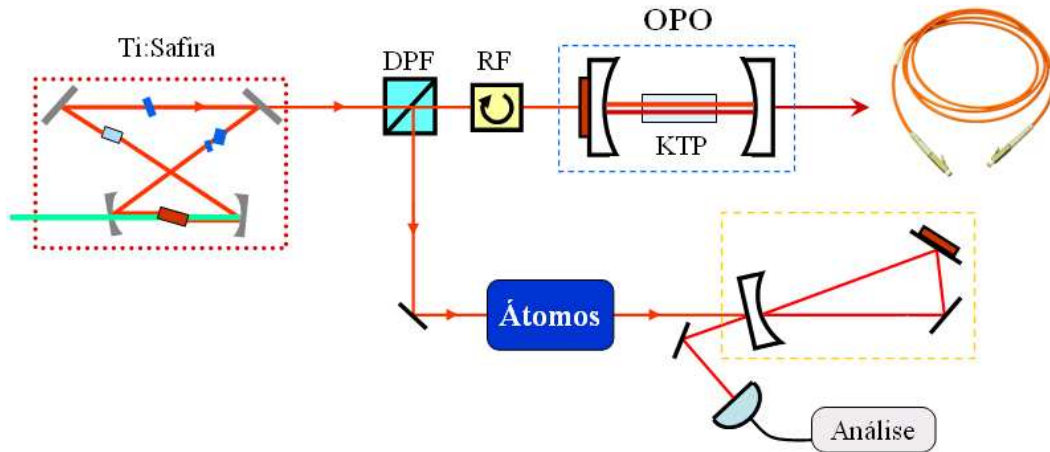 OPO
Ti:Safira
DPF
RF
KTP
Átomos
Análise